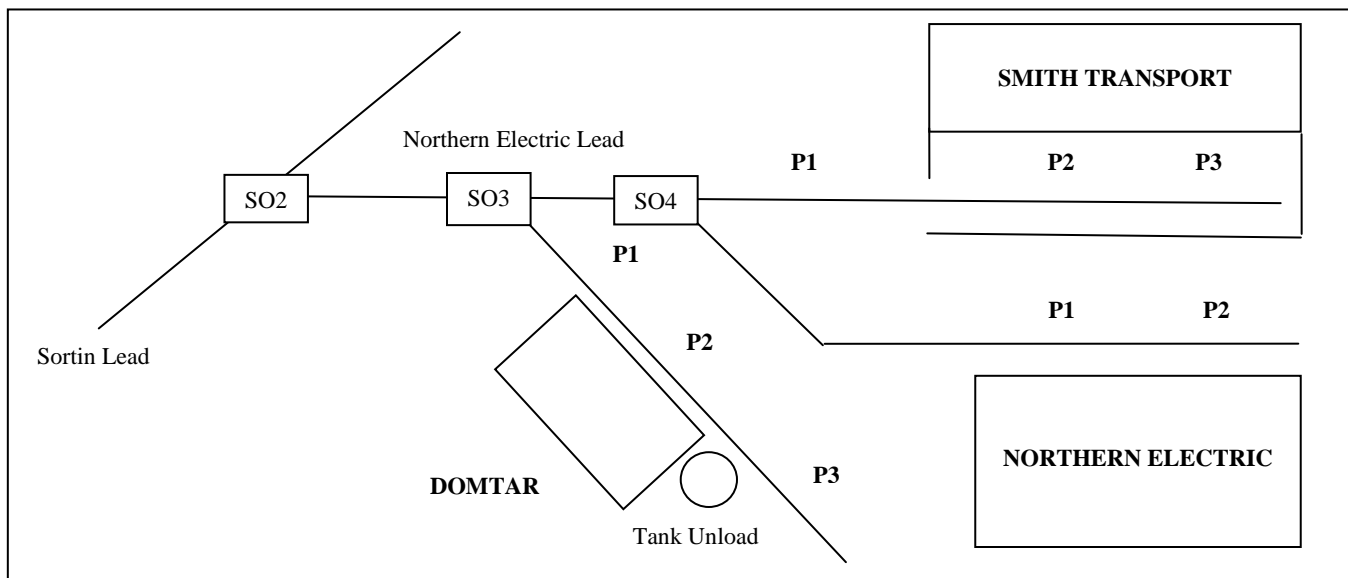 SMITH TRANSPORT
Northern Electric Lead
P1
P2
P3
SO2
SO3
SO4
P1
P1
P2
P2
Sortin Lead
P3
NORTHERN ELECTRIC
DOMTAR
Tank Unload